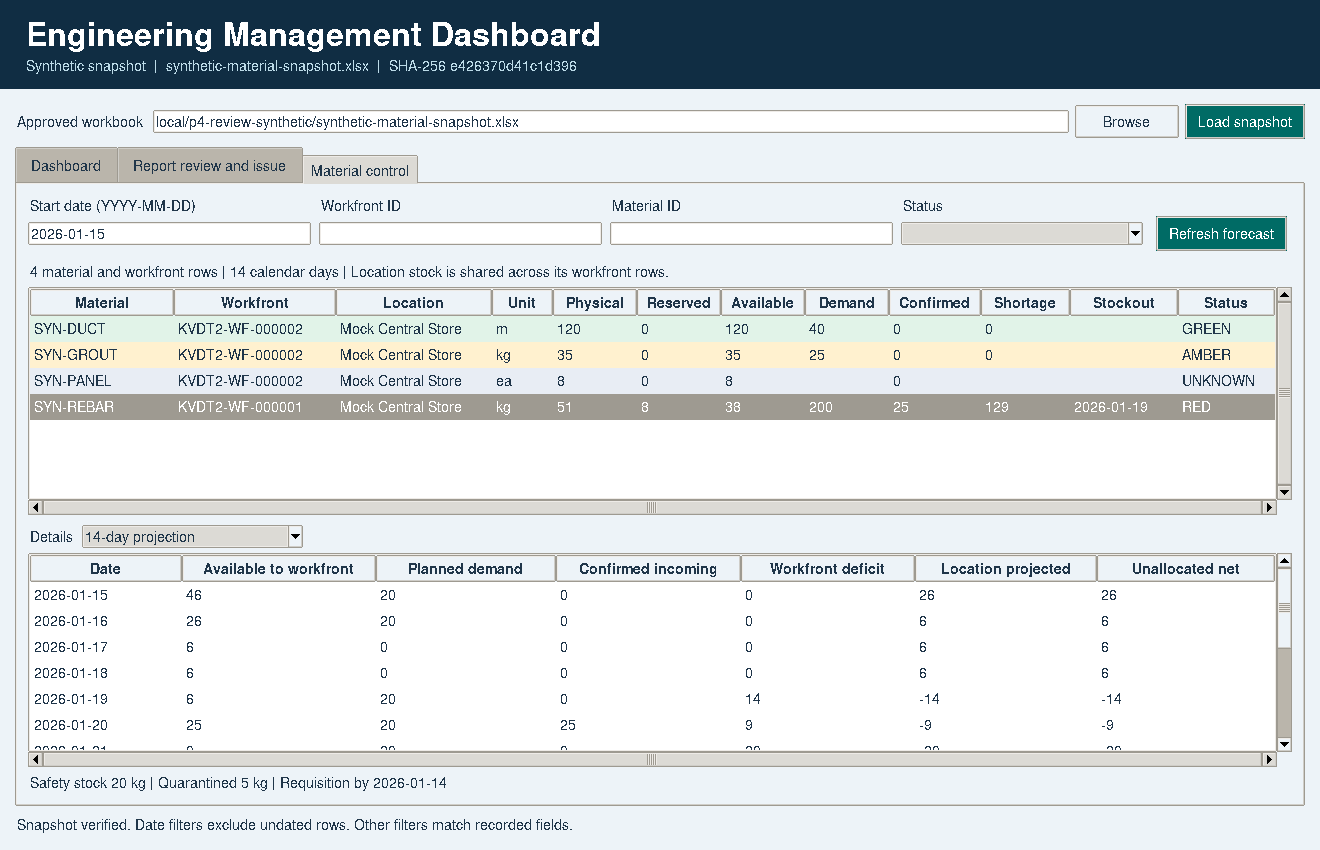 Engineering Management Dashboard
Synthetic snapshot | synthetic-material-snapshot.xlsx | SHA-256 e426370d41c1d396
Approved workbook local/p4-review-synthetic/synthetic-material-snapshot.xlsx Browse Load snapshot
Dashboard Report review and issue Material control
Start date (YYYY-MM-DD) Workfront ID Material ID Status
2026-01-15 Refresh forecast
4 material and workfront rows | 14 calendar days | Location stock is shared across its workfront rows.
Material Workfront Location Unit Physical Reserved Available Demand Confirmed Shortage Stockout Status
SYN-DUCT KVDT2-WF-000002 Mock Central Store m 120 0 120 40 0 0 GREEN
SYN-GROUT KVDT2-WF-000002 Mock Central Store kg 35 0 35 25 0 0 AMBER
SYN-PANEL KVDT2-WF-000002 Mock Central Store ea 8 0 8 0 UNKNOWN
SYN-REBAR KVDT2-WF-000001 Mock Central Store kg 51 8 38 200 25 129 2026-01-19 RED
Details 14-day projection
Date Available to workfront Planned demand Confirmed incoming Workfront deficit Location projected Unallocated net
2026-01-15 46 20 0 0 26 26
2026-01-16 26 20 0 0 6 6
2026-01-17 6 0 0 0 6 6
2026-01-18 6 0 0 0 6 6
2026-01-19 6 20 0 14 -14 -14
2026-01-20 25 20 25 9 -9 -9
Safety stock 20 kg | Quarantined 5 kg | Requisition by 2026-01-14
Snapshot verified. Date filters exclude undated rows. Other filters match recorded fields.